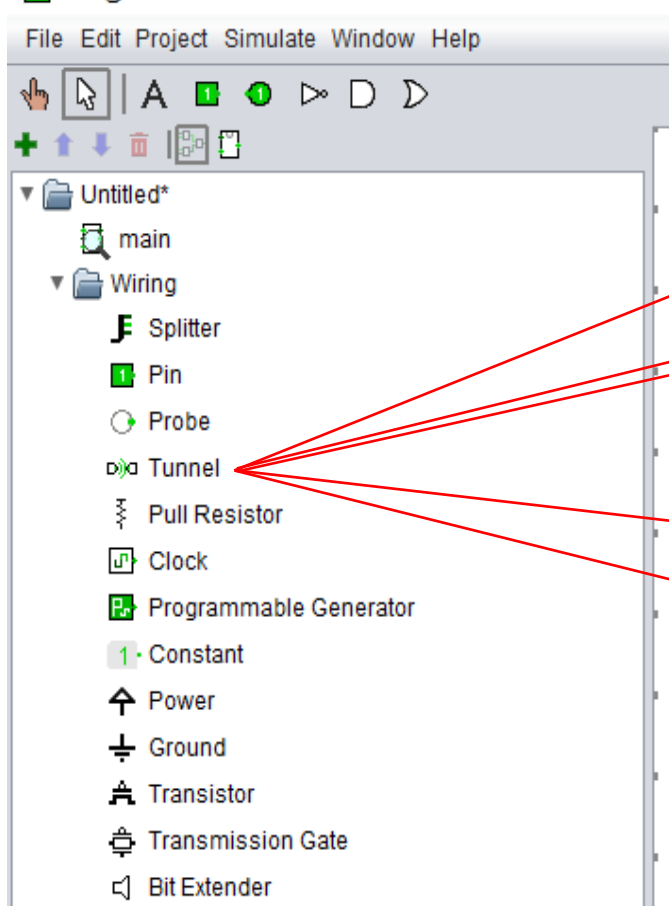 File Edit Project Simulate Window Help
A
Untitled*
main
Wiring
Splitter
1 Pin
Probe
Tunnel
Pull Resistor
Clock
Programmable Generator
1 Constant
Power
Ground
Transistor
Transmission Gate
Bit Extender